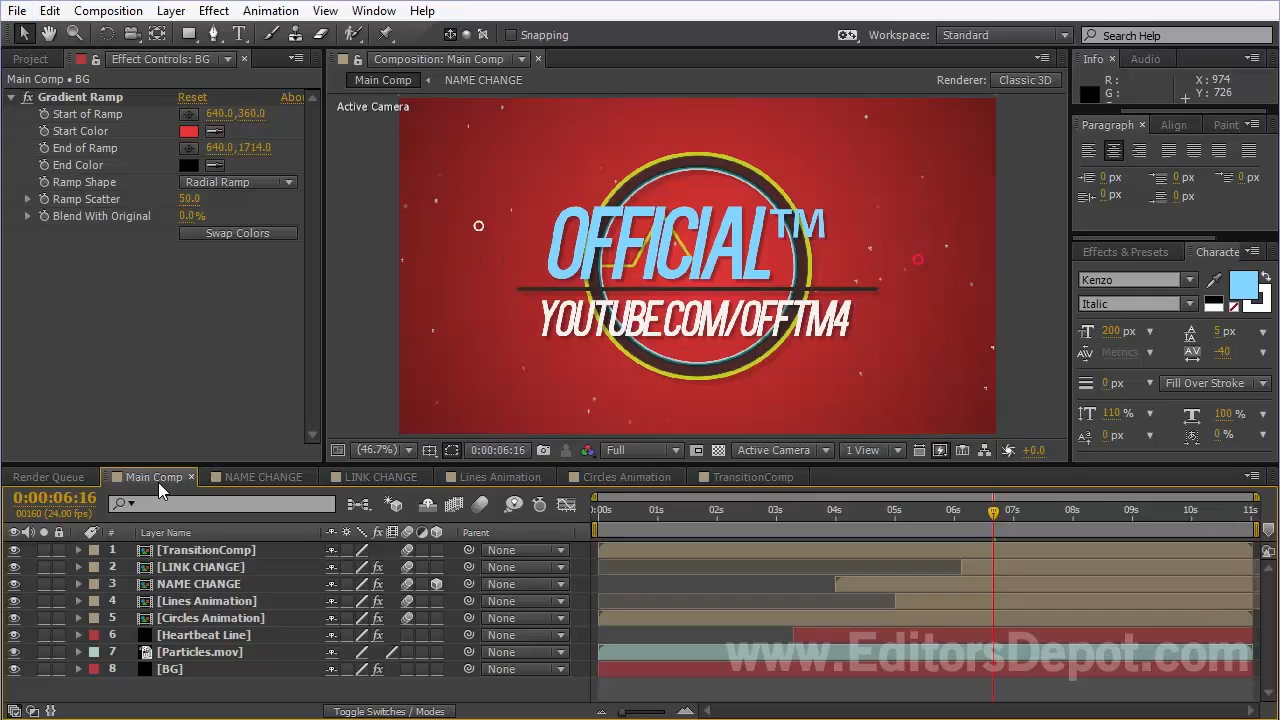 File Edit Composition Layer Effect Animation View Window Help
Snapping Workspace: Standard Search Help
Project Effect Controls: BG Composition: Main Comp Info Audio
Main Comp • BG Main Comp NAME CHANGE Renderer: Classic 3D R: X: 974
G: Y: 726
fx Gradient Ramp Reset Abou
Active Camera
Start of Ramp 640.0,360.0
Start Color
End of Ramp 640.0,1714.0
End Color
Ramp Shape Radial Ramp
Ramp Scatter 50.0
Blend With Original 0.0%
Swap Colors
OFFICIAL™
YOUTUBE.COM/OFFTM4
Paragraph Align Paint
0 px 0 px 0 px
0 px 0 px
Effects & Presets Characte
Kenzo
Italic
200 px 5 px
Metrics -40
0 px Fill Over Stroke
110 % 100 %
0 px 0 %
(46.7%) 0:00:06:16 Full Active Camera 1 View +0.0
Render Queue Main Comp NAME CHANGE LINK CHANGE Lines Animation Circles Animation TransitionComp
0:00:06:16
00160 (24.00 fps)
0:00s 01s 02s 03s 04s 05s 06s 07s 08s 09s 10s 11s
# Layer Name fx Parent
1 [TransitionComp] None
2 [LINK CHANGE] fx None
3 NAME CHANGE fx None
4 [Lines Animation] fx None
5 [Circles Animation] fx None
6 [Heartbeat Line] fx None
7 [Particles.mov] None
8 [BG] fx None
www.EditorsDepot.com
Toggle Switches / Modes